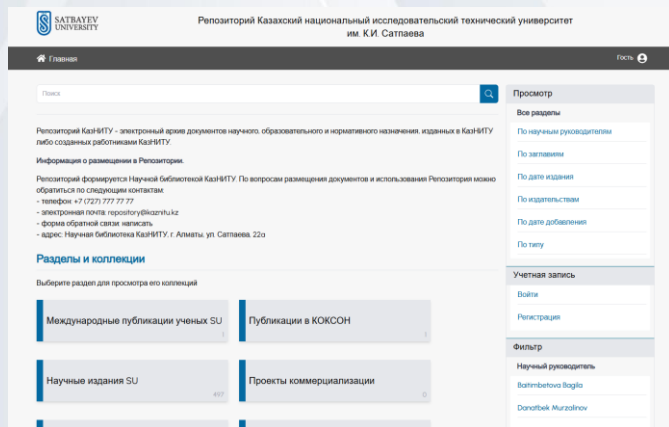 SATBAYEV
UNIVERSITY
Репозиторий Казахский национальный исследовательский технический университет
им. К.И. Сатпаева
Главная
Гость
Поиск
Репозиторий КазНИТУ - электронный архив документов научного, образовательного и нормативного назначения, изданных в КазНИТУ
либо созданных работниками КазНИТУ.
Информация о размещении в Репозитории.
Репозиторий формируется Научной библиотекой КазНИТУ. По вопросам размещения документов и использования Репозитория можно
обратиться по следующим контактам:
- телефон: +7 (727) 777 77 77
- электронная почта: repository@kaznitu.kz
- форма обратной связи: написать
- адрес: Научная библиотека КазНИТУ, г. Алматы, ул. Сатпаева, 22а
Разделы и коллекции
Выберите раздел для просмотра его коллекций
Международные публикации ученых SU
1
Публикации в КОКСОН
1
Научные издания SU
497
Проекты коммерциализации
0
Просмотр
Все разделы
По научным руководителям
По заглавиям
По дате издания
По издательствам
По дате добавления
По типу
Учетная запись
Войти
Регистрация
Фильтр
Научный руководитель
Baitimbetova Bagila
Danatbek Murzalinov